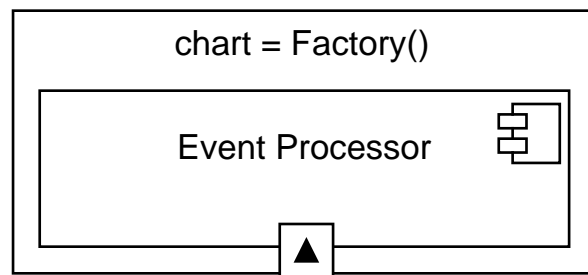 chart = Factory()
Event Processor